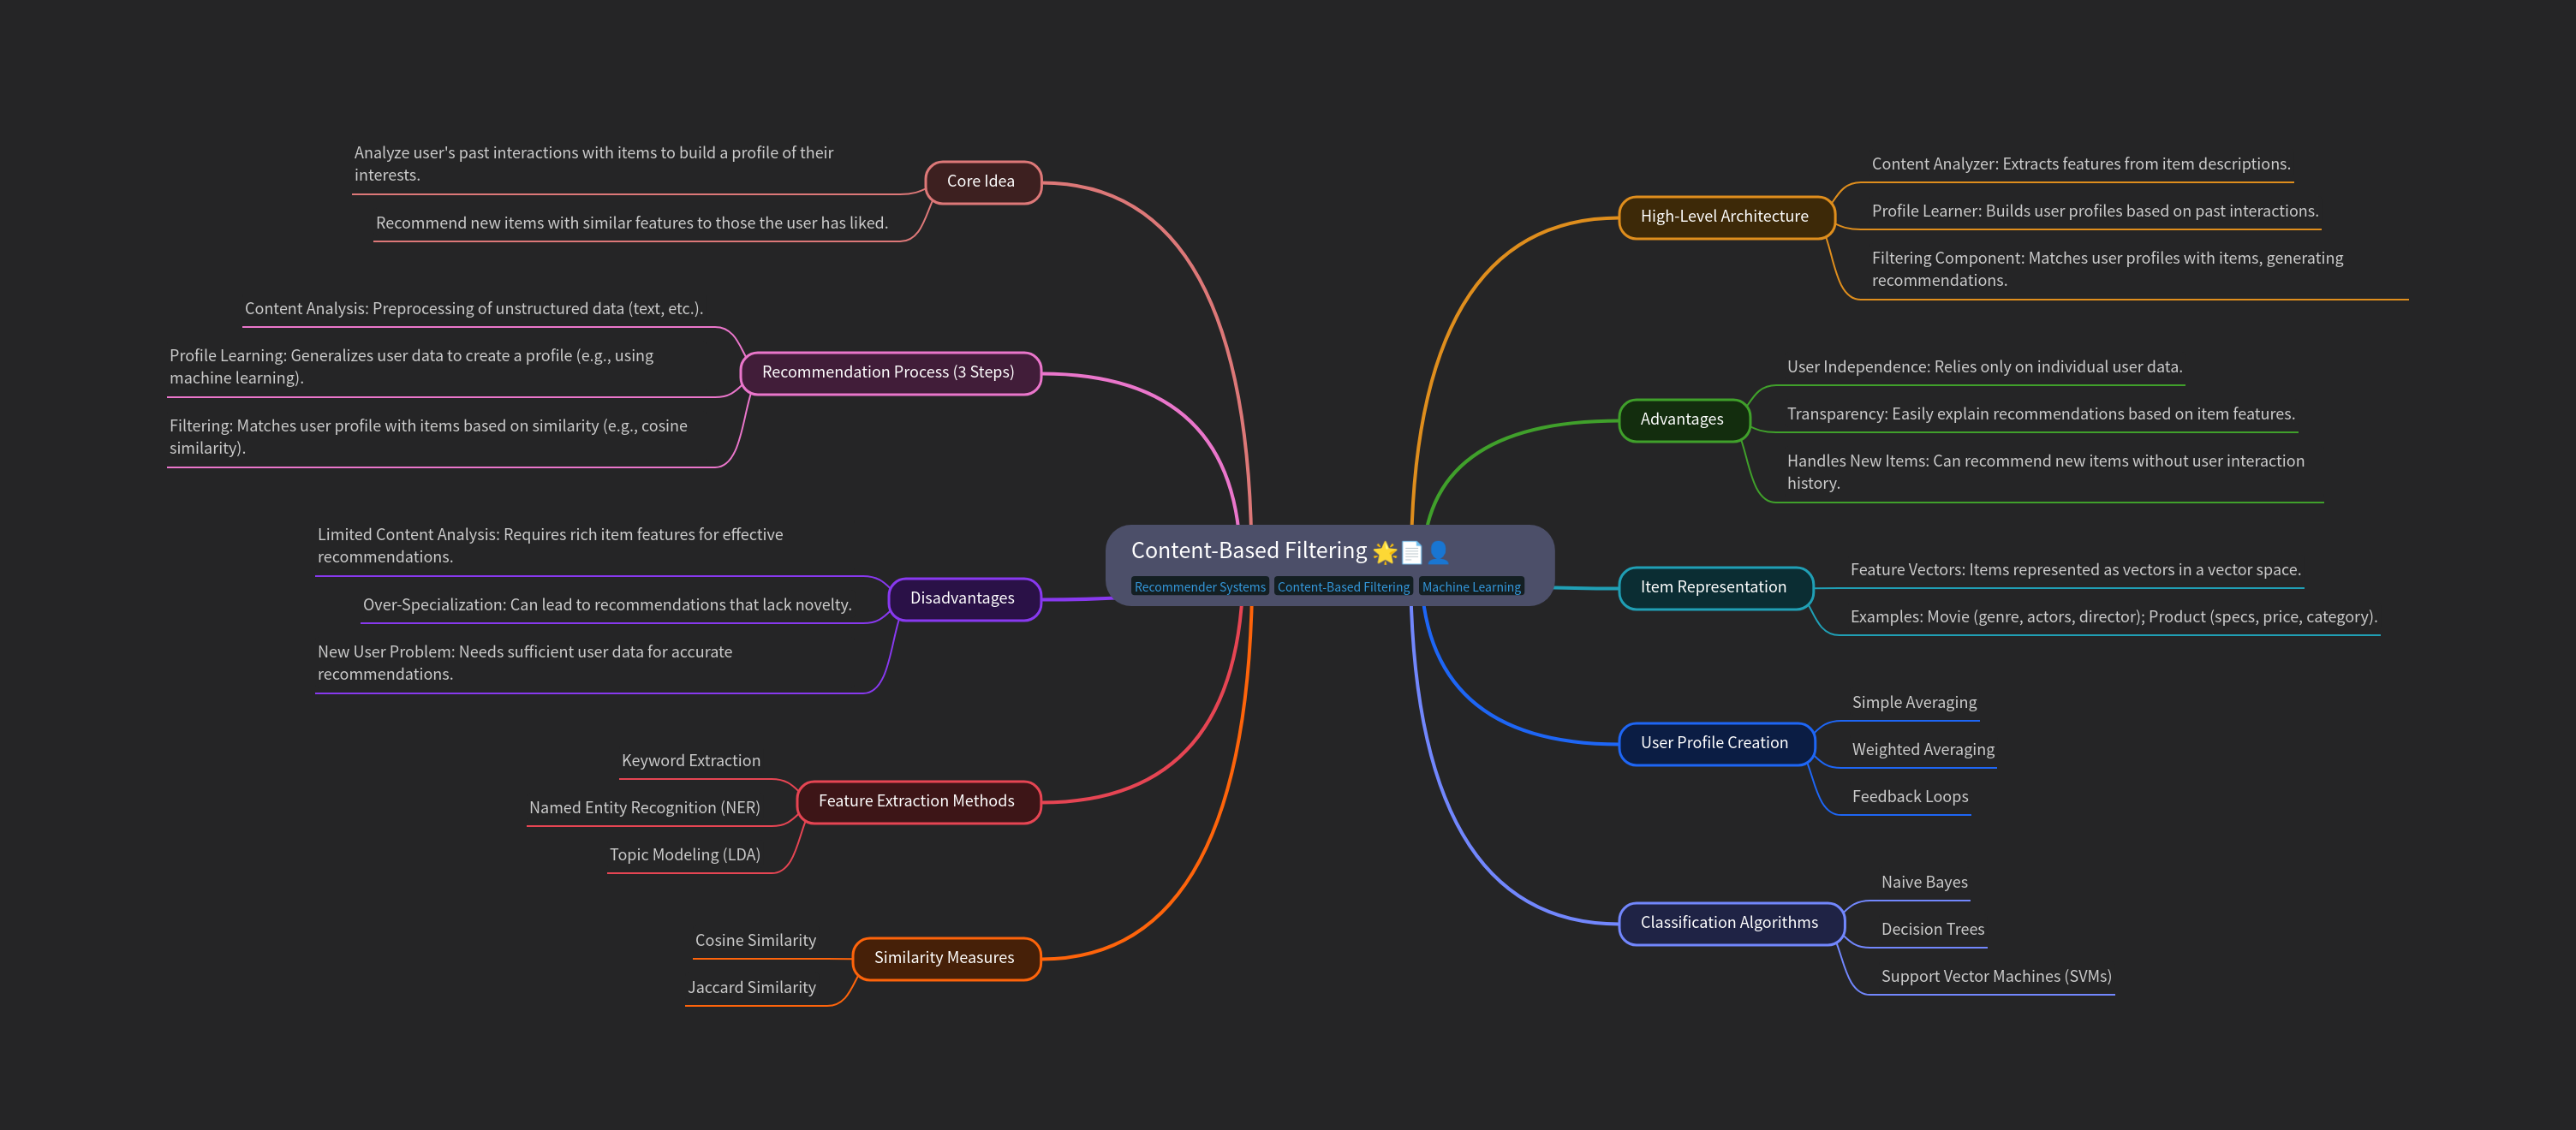 Content-Based Filtering 🌟📄👤
Recommender Systems Content-Based Filtering Machine Learning
Core Idea
Analyze user's past interactions with items to build a profile of their
interests.
Recommend new items with similar features to those the user has liked.
Recommendation Process (3 Steps)
Content Analysis: Preprocessing of unstructured data (text, etc.).
Profile Learning: Generalizes user data to create a profile (e.g., using
machine learning).
Filtering: Matches user profile with items based on similarity (e.g., cosine
similarity).
Disadvantages
Limited Content Analysis: Requires rich item features for effective
recommendations.
Over-Specialization: Can lead to recommendations that lack novelty.
New User Problem: Needs sufficient user data for accurate
recommendations.
Feature Extraction Methods
Keyword Extraction
Named Entity Recognition (NER)
Topic Modeling (LDA)
Similarity Measures
Cosine Similarity
Jaccard Similarity
High-Level Architecture
Content Analyzer: Extracts features from item descriptions.
Profile Learner: Builds user profiles based on past interactions.
Filtering Component: Matches user profiles with items, generating
recommendations.
Advantages
User Independence: Relies only on individual user data.
Transparency: Easily explain recommendations based on item features.
Handles New Items: Can recommend new items without user interaction
history.
Item Representation
Feature Vectors: Items represented as vectors in a vector space.
Examples: Movie (genre, actors, director); Product (specs, price, category).
User Profile Creation
Simple Averaging
Weighted Averaging
Feedback Loops
Classification Algorithms
Naive Bayes
Decision Trees
Support Vector Machines (SVMs)